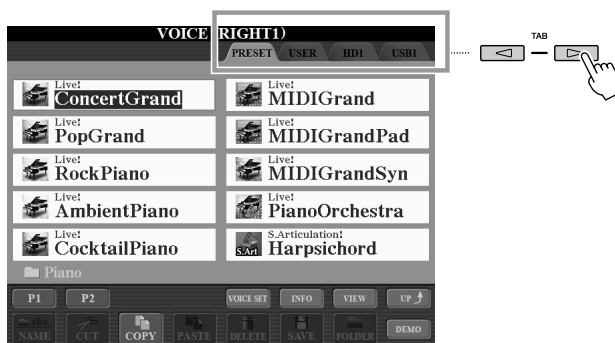 VOICE (RIGHT1)
PRESET USER HD1 USB1
TAB
Live!
ConcertGrand
Live!
MIDIGrand
Live!
PopGrand
Live!
MIDIGrandPad
Live!
RockPiano
Live!
MIDIGrandSyn
Live!
AmbientPiano
Live!
PianoOrchestra
Live!
CocktailPiano
S.Art
S.Articulation!
Harpsichord
Piano
P1 P2 VOICE SET INFO VIEW UP
abc
NAME CUT COPY PASTE DELETE SAVE FOLDER DEMO